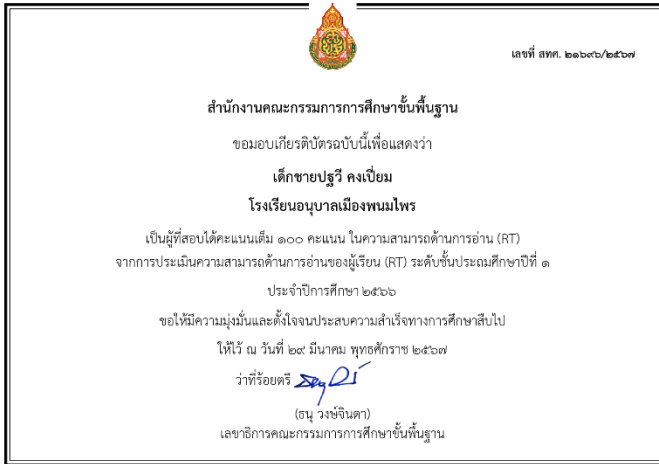 เลขที่ สทศ. ๒๑๖๙๖/๒๕๖๗
สำนักงานคณะกรรมการการศึกษาขั้นพื้นฐาน
ขอมอบเกียรติบัตรฉบับนี้เพื่อแสดงว่า
เด็กชายปฐวี คงเปี่ยม
โรงเรียนอนุบาลเมืองพนมไพร
เป็นผู้ที่สอบได้คะแนนเต็ม ๑๐๐ คะแนน ในความสามารถด้านการอ่าน (RT)
จากการประเมินความสามารถด้านการอ่านของผู้เรียน (RT) ระดับชั้นประถมศึกษาปีที่ ๑
ประจำปีการศึกษา ๒๕๖๖
ขอให้มีความมุ่งมั่นและตั้งใจจนประสบความสำเร็จทางการศึกษาสืบไป
ให้ไว้ ณ วันที่ ๒๙ มีนาคม พุทธศักราช ๒๕๖๗
ว่าที่ร้อยตรี
(ธนุ วงษ์จินดา)
เลขาธิการคณะกรรมการการศึกษาขั้นพื้นฐาน